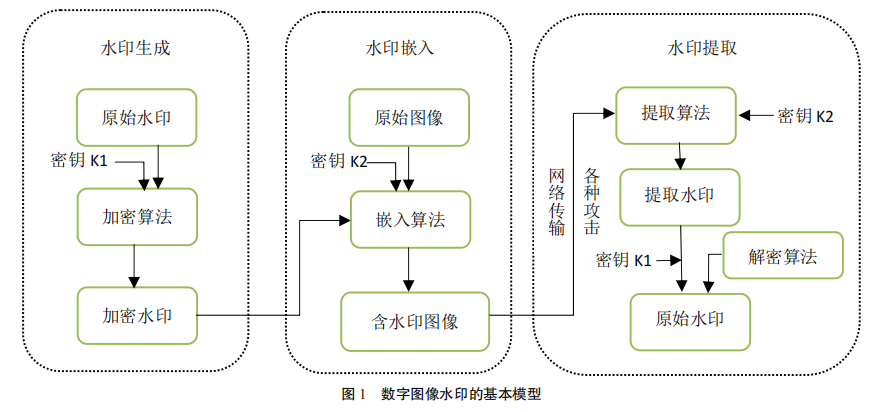 水印生成
原始水印
密钥 K1
加密算法
加密水印
水印嵌入
原始图像
密钥 K2
嵌入算法
含水印图像
网络传输
各种攻击
水印提取
提取算法
密钥 K2
提取水印
密钥 K1
解密算法
原始水印
图 1 数字图像水印的基本模型